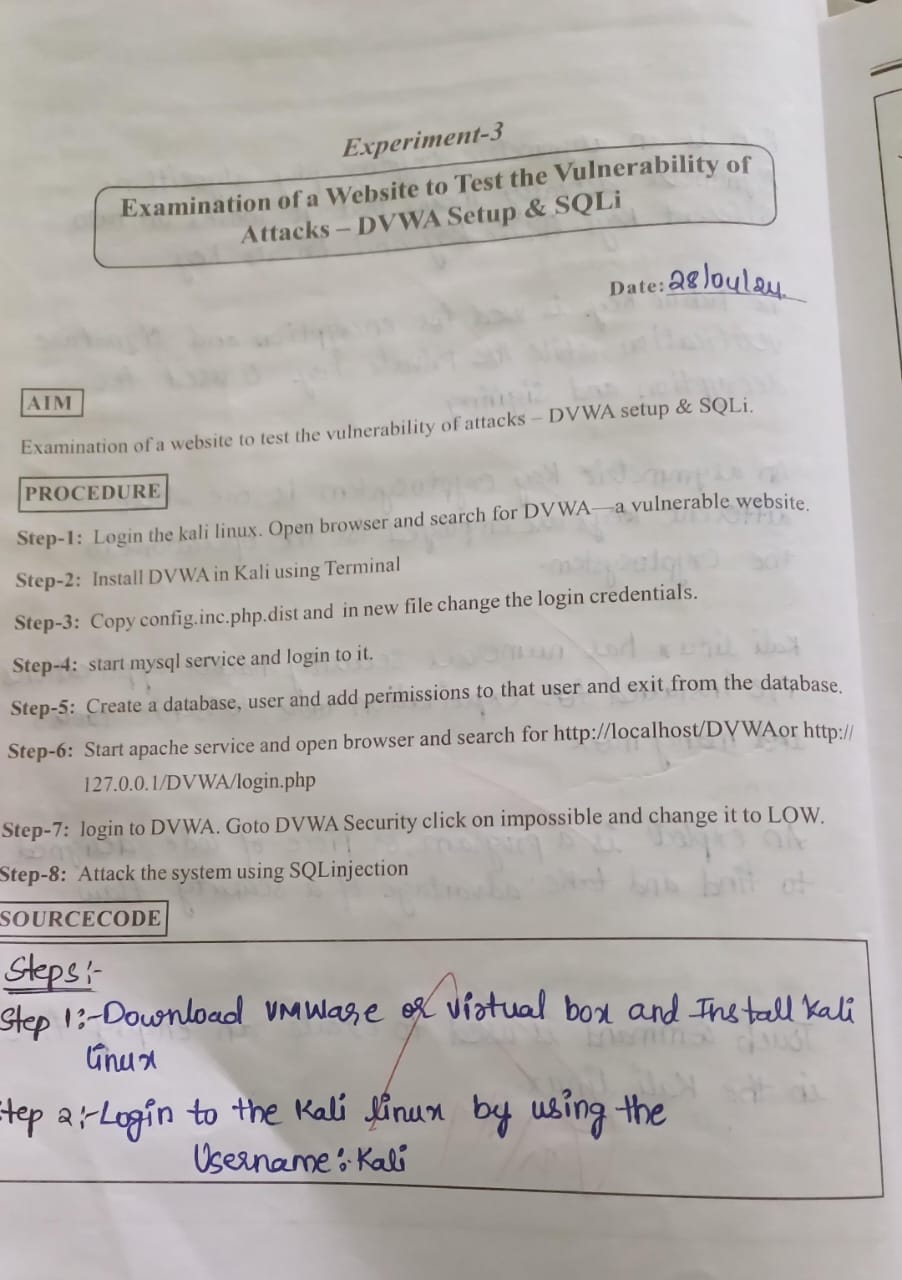 Experiment-3
Examination of a Website to Test the Vulnerability of
Attacks – DVWA Setup & SQLi
Date: 28/04/24
AIM
Examination of a website to test the vulnerability of attacks – DVWA setup & SQLi.
PROCEDURE
Step-1: Login the kali linux. Open browser and search for DVWA—a vulnerable website.
Step-2: Install DVWA in Kali using Terminal
Step-3: Copy config.inc.php.dist and in new file change the login credentials.
Step-4: start mysql service and login to it.
Step-5: Create a database, user and add permissions to that user and exit from the database.
Step-6: Start apache service and open browser and search for http://localhost/DVWAor http://
127.0.0.1/DVWA/login.php
Step-7: login to DVWA. Goto DVWA Security click on impossible and change it to LOW.
Step-8: Attack the system using SQLinjection
SOURCECODE
Steps:-
Step 1:-Download VMWare or Virtual box and Install Kali
linux
tep 2:-Login to the Kali linux by using the
Username:- Kali